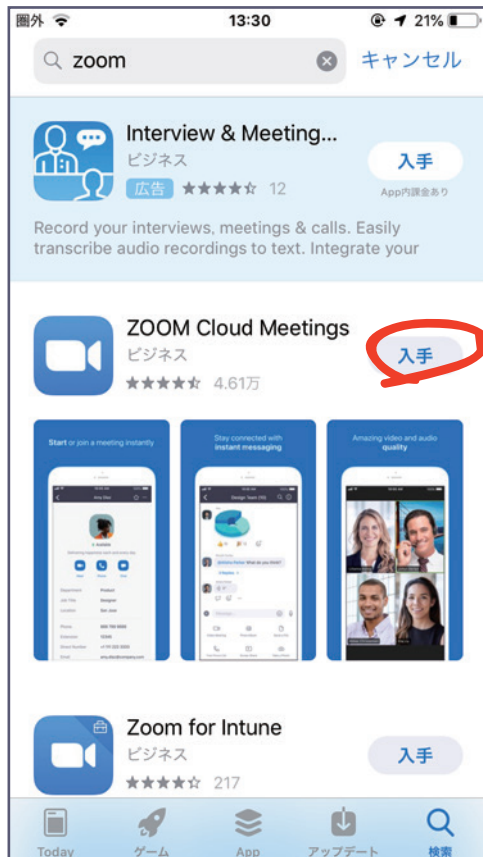 圏外 13:30 21%
zoom キャンセル
Interview & Meeting...
ビジネス
入手
広告 12
App内課金あり
Record your interviews, meetings & calls. Easily
transcribe audio recordings to text. Integrate your
ZOOM Cloud Meetings
ビジネス
入手
4.61万
Start or join a meeting instantly
Stay connected with
instant messaging
Amazing video and audio
quality
Zoom for Intune
ビジネス
入手
217
Today ゲーム App アップデート 検索